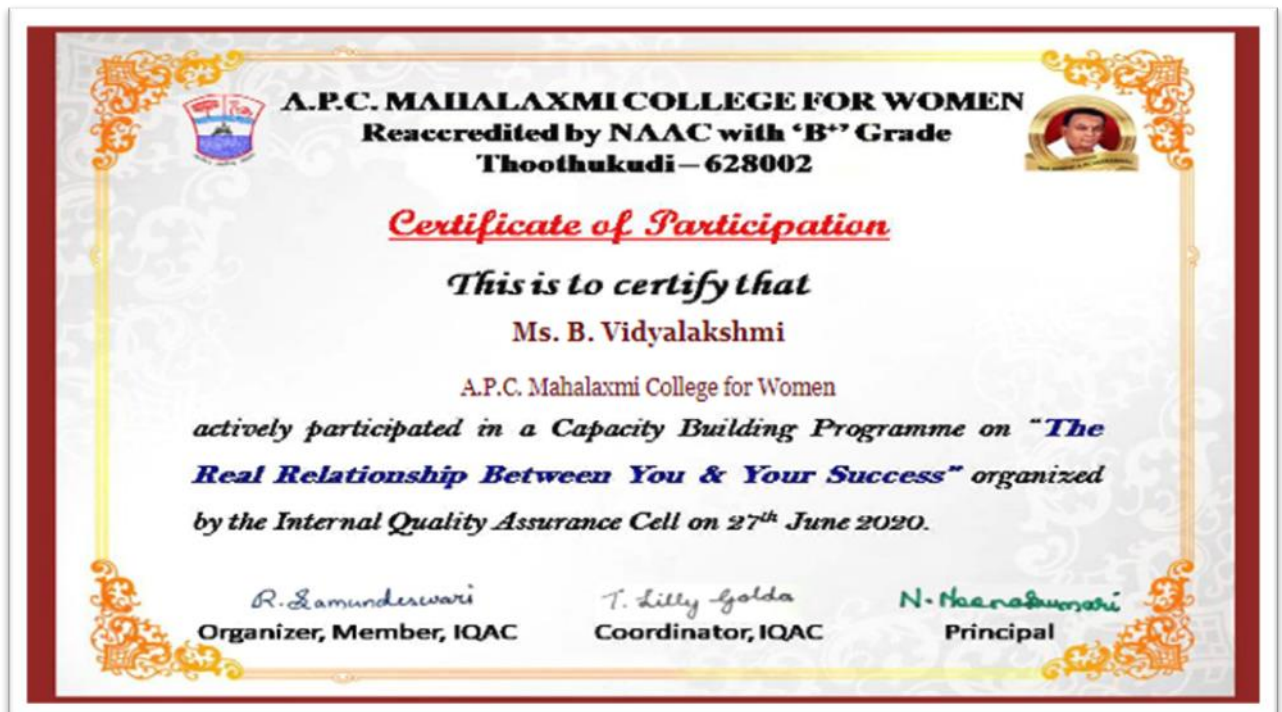 A.P.C. MAHALAXMI COLLEGE FOR WOMEN
Reaccredited by NAAC with ‘B+’ Grade
Thoothukudi – 628002
Certificate of Participation
This is to certify that
Ms. B. Vidyalakshmi
A.P.C. Mahalaxmi College for Women
actively participated in a Capacity Building Programme on "The
Real Relationship Between You & Your Success" organized
by the Internal Quality Assurance Cell on 27th June 2020.
R. Ramundeswari T. Lilly Golda N. Meenakumari
Organizer, Member, IQAC Coordinator, IQAC Principal